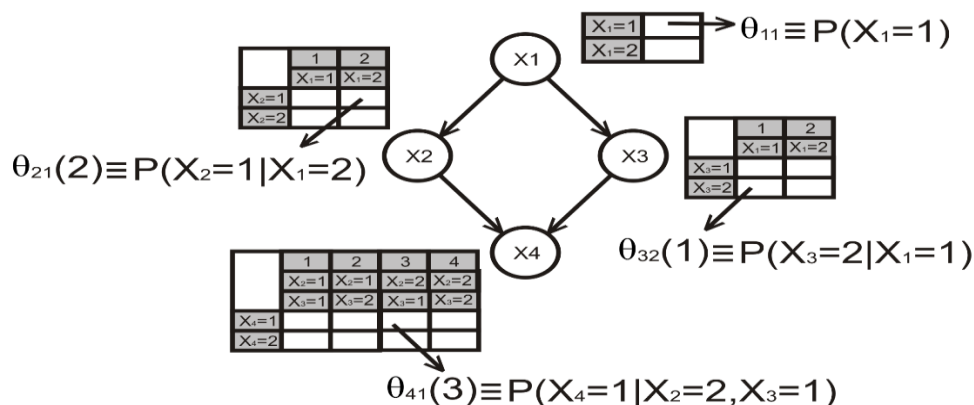 X₁=1
X₁=2
θ₁₁≡P(X₁=1)
X1
1 2
X₁=1 X₁=2
X₂=1
X₂=2
θ₂₁(2)≡P(X₂=1|X₁=2)
X2
X3
1 2
X₁=1 X₁=2
X₃=1
X₃=2
θ₃₂(1)≡P(X₃=2|X₁=1)
X4
1 2 3 4
X₂=1 X₂=1 X₂=2 X₂=2
X₃=1 X₃=2 X₃=1 X₃=2
X₄=1
X₄=2
θ₄₁(3)≡P(X₄=1|X₂=2,X₃=1)